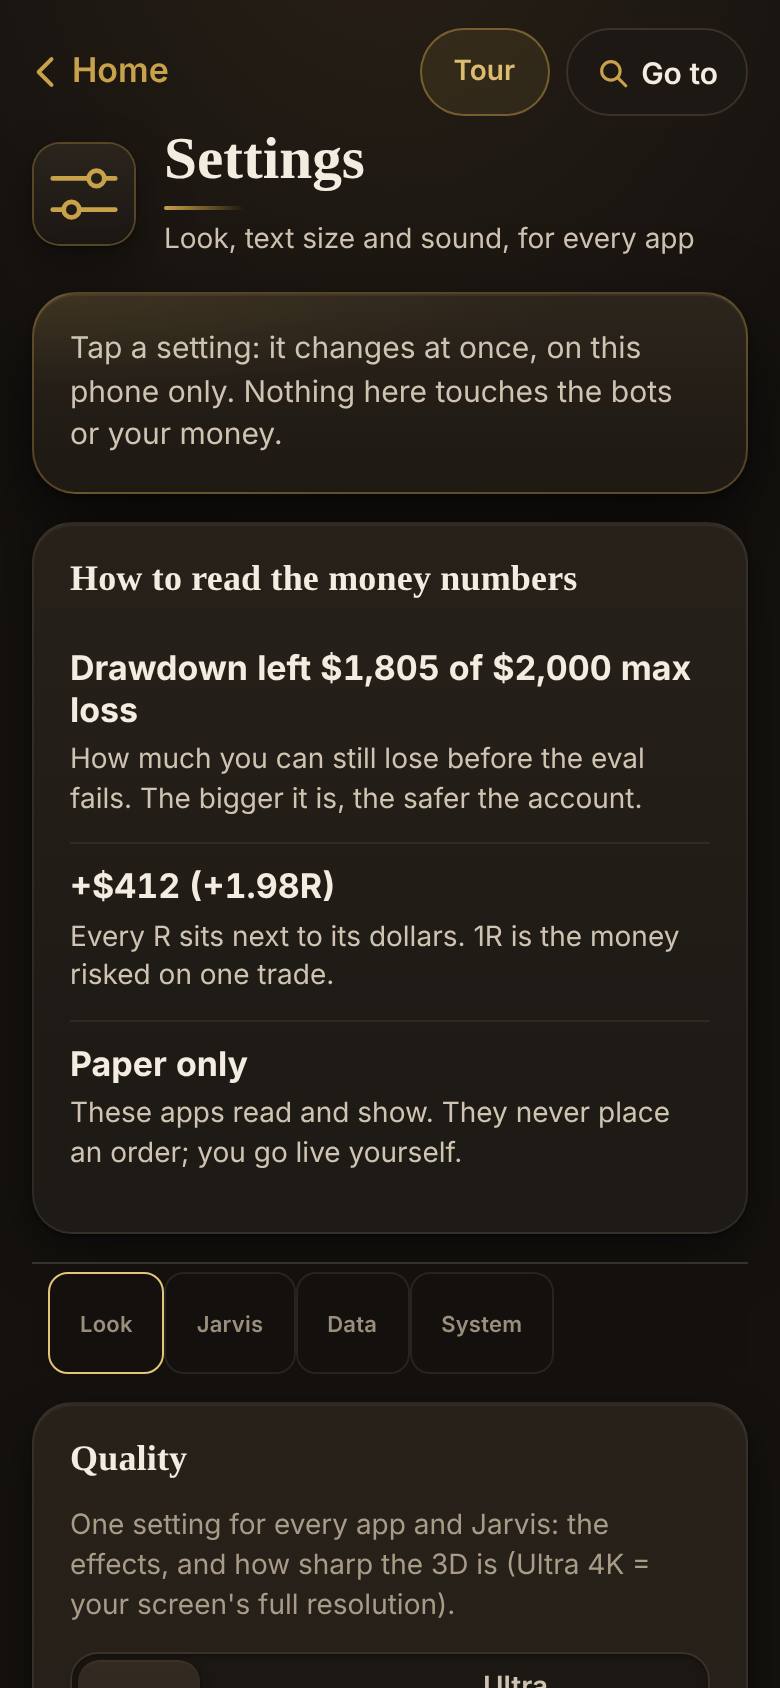 Home
Tour
Go to
Settings
Look, text size and sound, for every app
Tap a setting: it changes at once, on this
phone only. Nothing here touches the bots
or your money.
How to read the money numbers
Drawdown left $1,805 of $2,000 max
loss
How much you can still lose before the eval
fails. The bigger it is, the safer the account.
+$412 (+1.98R)
Every R sits next to its dollars. 1R is the money
risked on one trade.
Paper only
These apps read and show. They never place
an order; you go live yourself.
Look
Jarvis
Data
System
Quality
One setting for every app and Jarvis: the
effects, and how sharp the 3D is (Ultra 4K =
your screen's full resolution).
Ultra